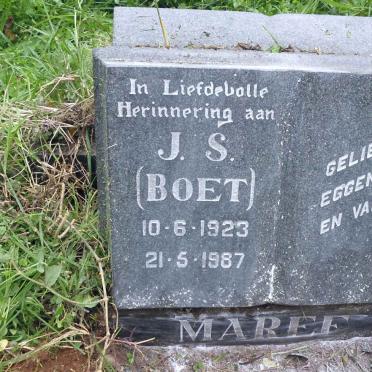 In Liefdevolle
Herinnering aan
J. S.
(BOET)
10-6-1923
21-5-1987
GELIE
EGGEN
EN VA
MAREE